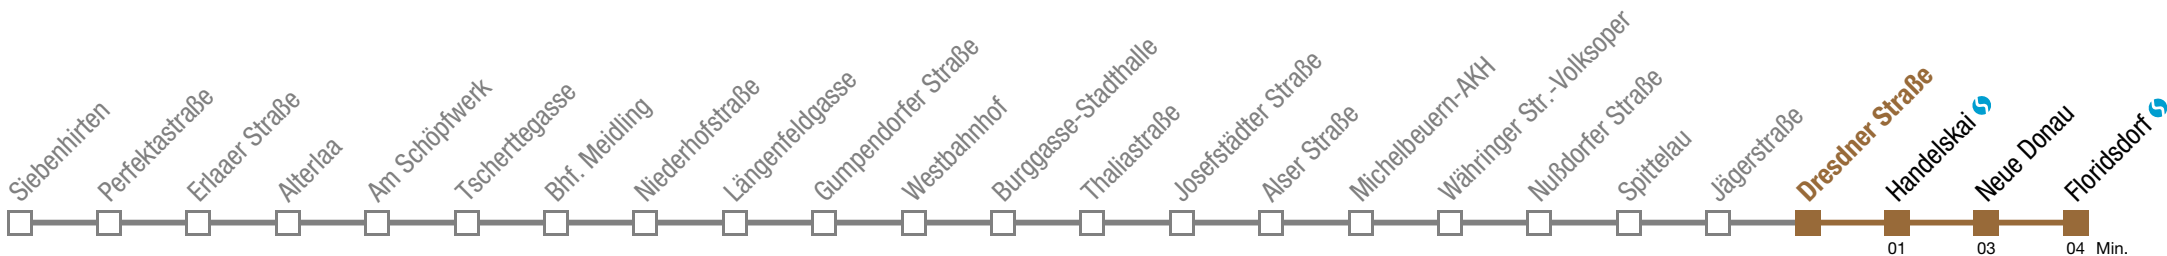 Siebenhirten
Perfektastraße
Erlaaer Straße
Alterlaa
Am Schöpfwerk
Tscherttegasse
Bhf. Meidling
Niederhofstraße
Längenfeldgasse
Gumpendorfer Straße
Westbahnhof
Burggasse-Stadthalle
Thaliastraße
Josefstädter Straße
Alser Straße
Michelbeuern-AKH
Währinger Str.-Volksoper
Nußdorfer Straße
Spittelau
Jägerstraße
Dresdner Straße
Handelskai
Neue Donau
Floridsdorf
01 03 04 Min.